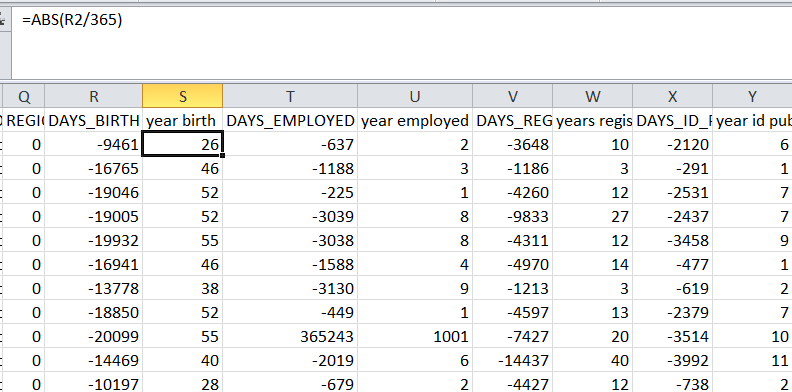 =ABS(R2/365)
Q R S T U V W X Y
REGI DAYS_BIRTH year birth DAYS_EMPLOYED year employed DAYS_REG years regis DAYS_ID_ year id pub
0 -9461 26 -637 2 -3648 10 -2120 6
0 -16765 46 -1188 3 -1186 3 -291 1
0 -19046 52 -225 1 -4260 12 -2531 7
0 -19005 52 -3039 8 -9833 27 -2437 7
0 -19932 55 -3038 8 -4311 12 -3458 9
0 -16941 46 -1588 4 -4970 14 -477 1
0 -13778 38 -3130 9 -1213 3 -619 2
0 -18850 52 -449 1 -4597 13 -2379 7
0 -20099 55 365243 1001 -7427 20 -3514 10
0 -14469 40 -2019 6 -14437 40 -3992 11
0 -10197 28 -679 2 -4427 12 -738 2